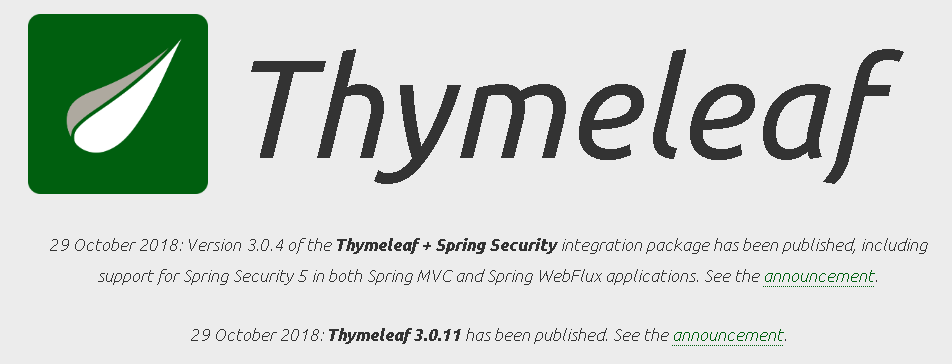 Thymeleaf
29 October 2018: Version 3.0.4 of the Thymeleaf + Spring Security integration package has been published, including
support for Spring Security 5 in both Spring MVC and Spring WebFlux applications. See the announcement.
29 October 2018: Thymeleaf 3.0.11 has been published. See the announcement.